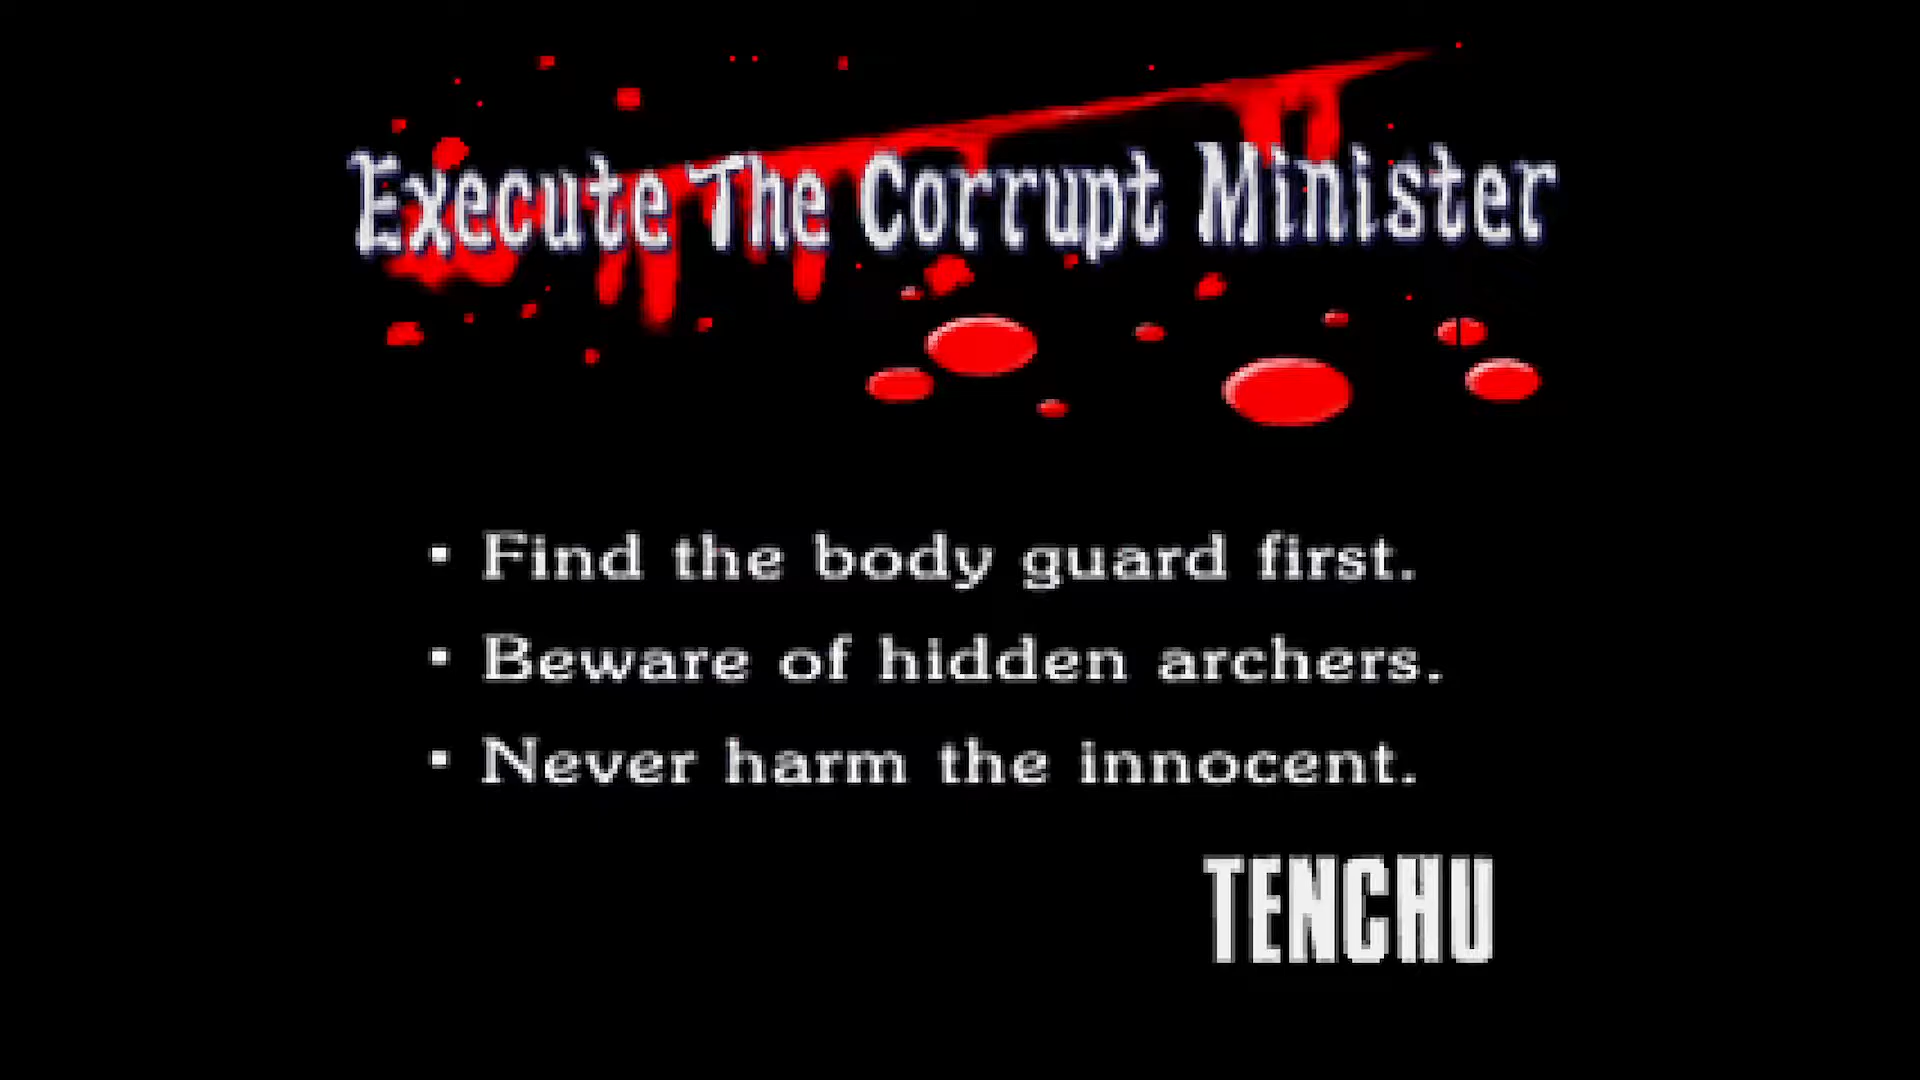 Execute The Corrupt Minister
▪ Find the body guard first.
▪ Beware of hidden archers.
▪ Never harm the innocent.
TENCHU